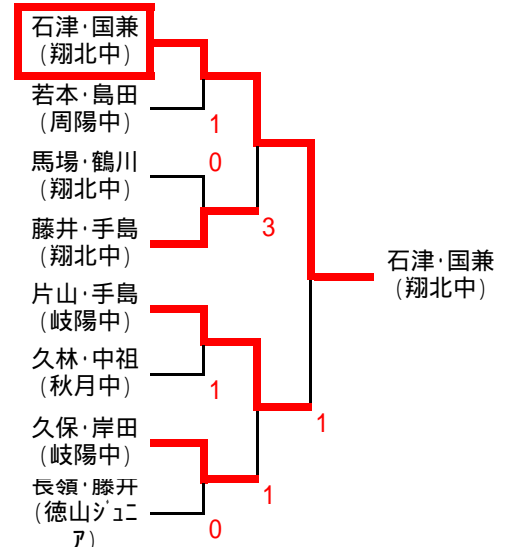 石津・国兼
(翔北中)
若本・島田
(周陽中)
1
0
馬場・鶴川
(翔北中)
藤井・手島
(翔北中)
3
石津・国兼
(翔北中)
片山・手島
(岐陽中)
久林・中祖
(秋月中)
1
1
久保・岸田
(岐陽中)
1
長領・藤井
(徳山ジュニ
ア)
0